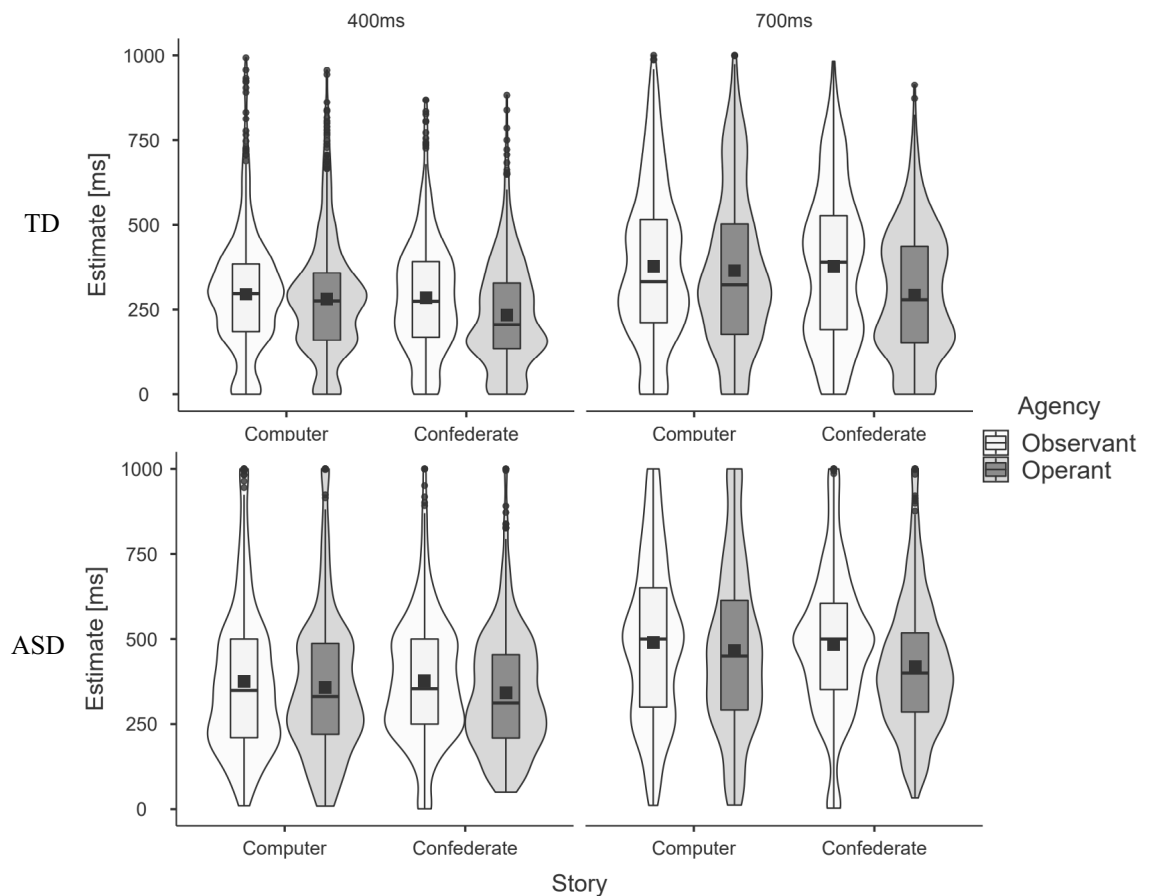 400ms 700ms
1000
750
500
250
0
Estimate [ms]
TD
Computer Confederate Computer Confederate
Agency
Observant
Operant
1000
750
500
250
0
Estimate [ms]
ASD
Computer Confederate Computer Confederate
Story